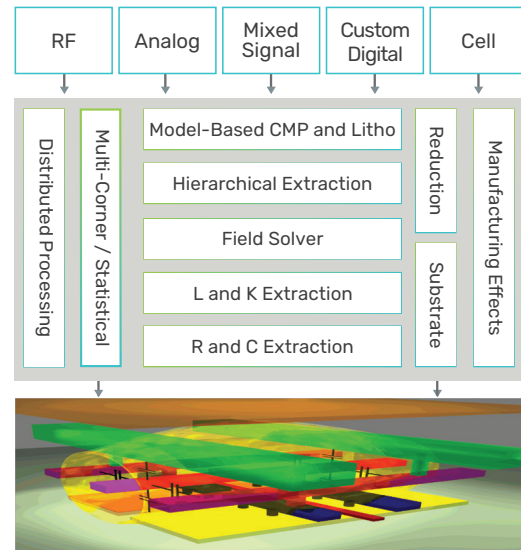 RF
Analog
Mixed
Signal
Custom
Digital
Cell
Distributed Processing
Multi-Corner / Statistical
Model-Based CMP and Litho
Hierarchical Extraction
Field Solver
L and K Extraction
R and C Extraction
Reduction
Substrate
Manufacturing Effects